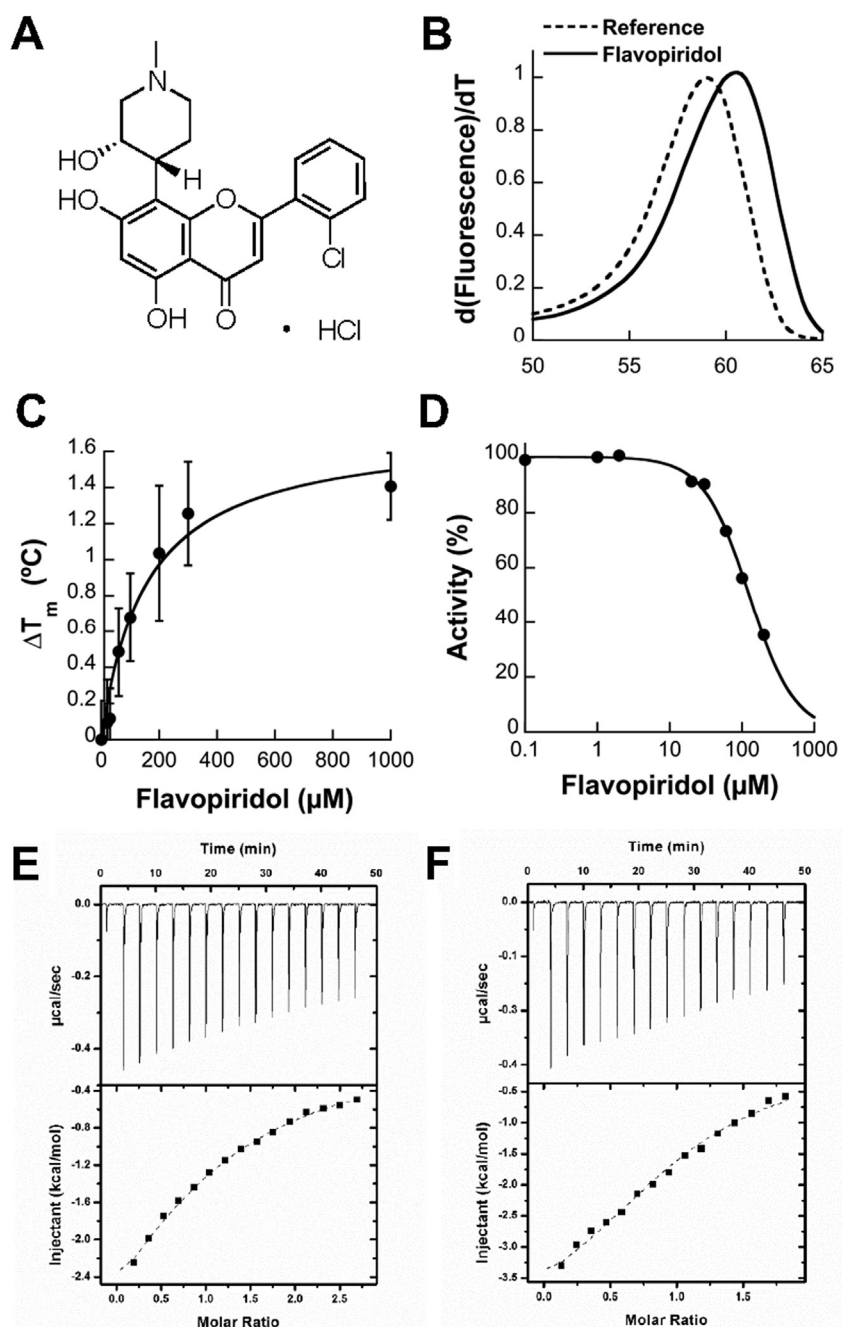 A
N
HO
H
HO
O
Cl
OH
O
• HCl
B
Reference
Flavopiridol
d(Fluorescence)/dT
1
0.8
0.6
0.4
0.2
0
50 55 60 65
C
ΔTm (ºC)
1.6
1.4
1.2
1
0.8
0.6
0.4
0.2
0
0 200 400 600 800 1000
Flavopiridol (µM)
D
Activity (%)
100
80
60
40
20
0
0.1 1 10 100 1000
Flavopiridol (µM)
E
Time (min)
0 10 20 30 40 50
µcal/sec
0.0
-0.2
-0.4
Injectant (kcal/mol)
-0.4
-0.8
-1.2
-1.6
-2.0
-2.4
0.0 0.5 1.0 1.5 2.0 2.5
Molar Ratio
F
Time (min)
0 5 10 15 20 25 30 35 40 45 50
µcal/sec
0.0
-0.1
-0.3
-0.4
Injectant (kcal/mol)
-0.5
-1.0
-1.5
-2.0
-2.5
-3.0
-3.5
0.0 0.5 1.0 1.5
Molar Ratio